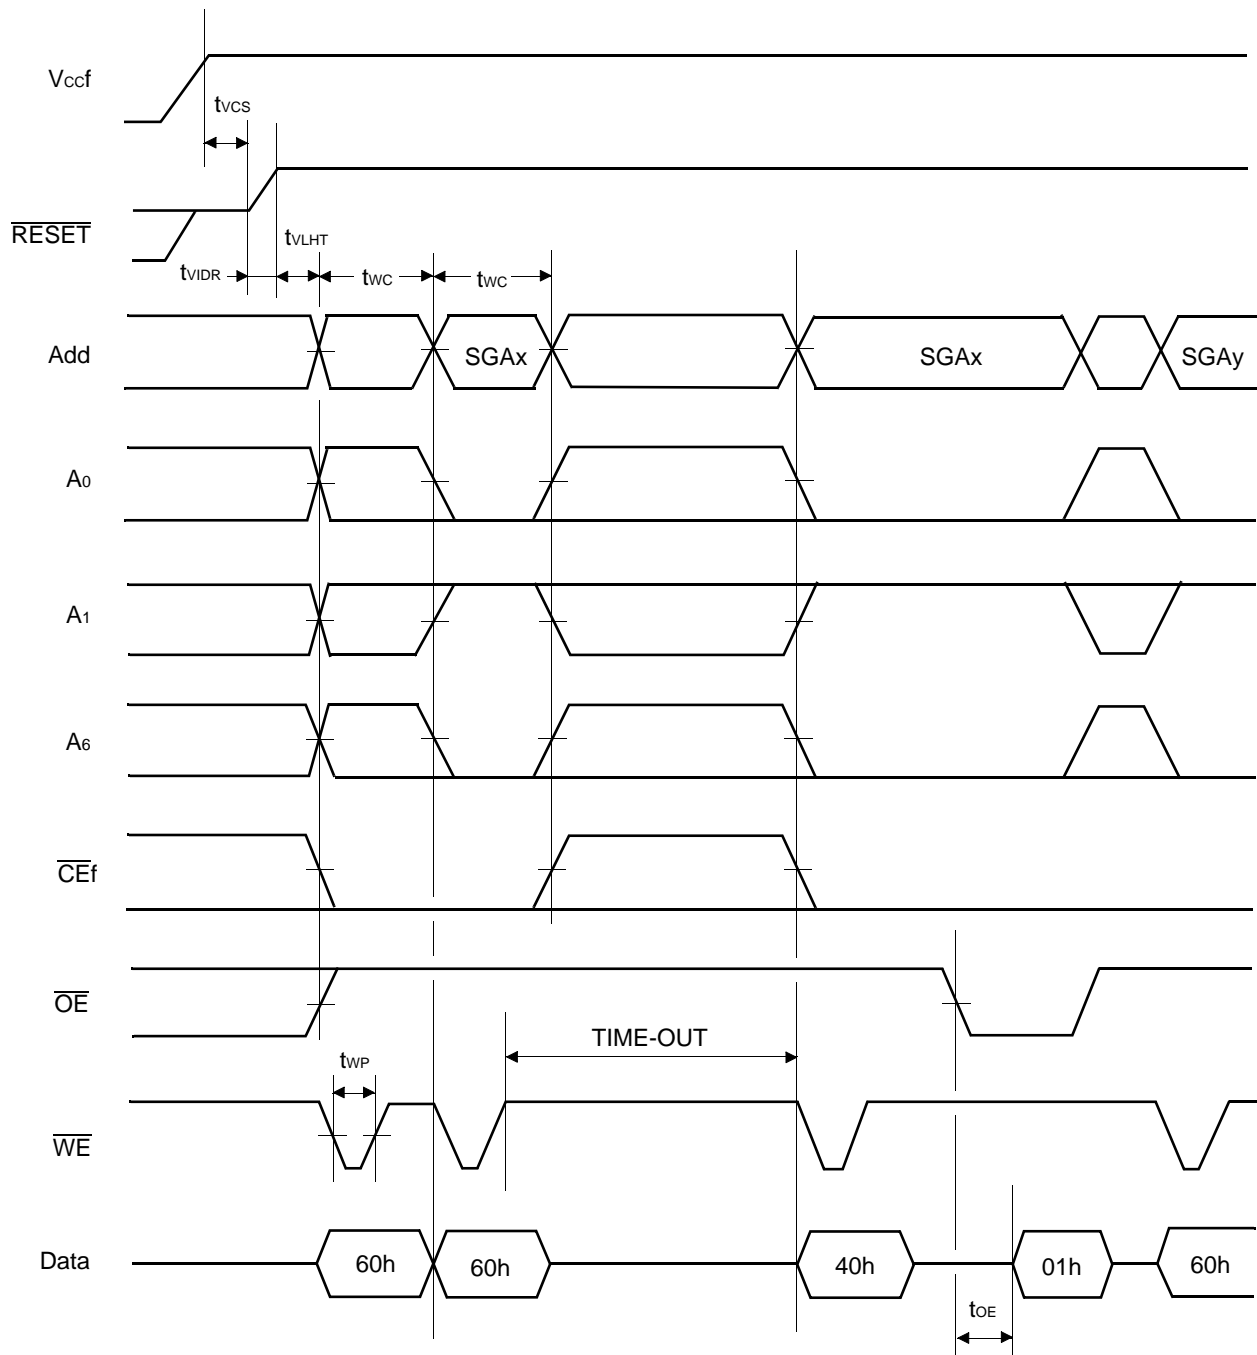 VCCf
tVCS
RESET
tVLHT
tVIDR
tWC
tWC
Add
SGAx
SGAx
SGAy
A0
A1
A6
CEf
OE
TIME-OUT
tWP
WE
Data
60h
60h
40h
01h
60h
tOE